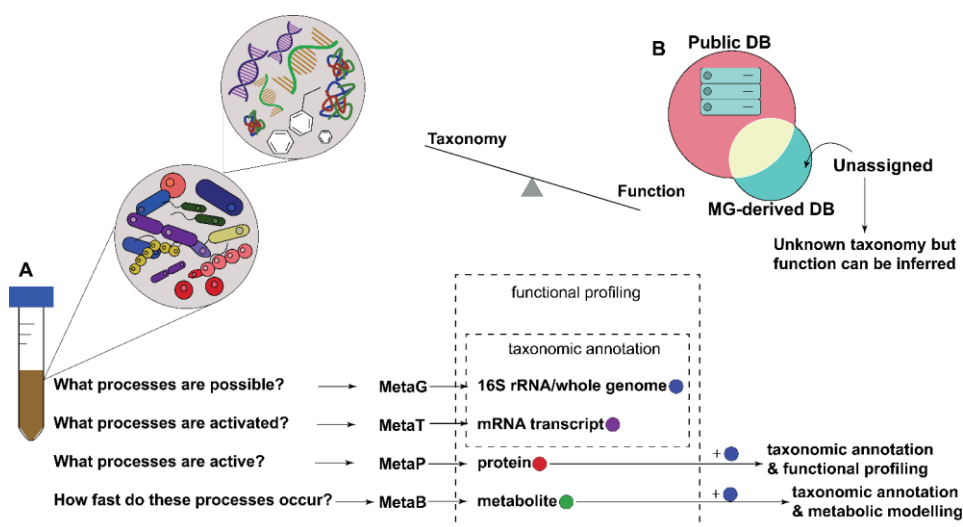 B
Public DB
Taxonomy
Function
Unassigned
MG-derived DB
Unknown taxonomy but
function can be inferred
A
functional profiling
taxonomic annotation
What processes are possible?
MetaG
16S rRNA/whole genome
What processes are activated?
MetaT
mRNA transcript
What processes are active?
MetaP
protein
+
taxonomic annotation
& functional profiling
How fast do these processes occur?
MetaB
metabolite
+
taxonomic annotation
& metabolic modelling